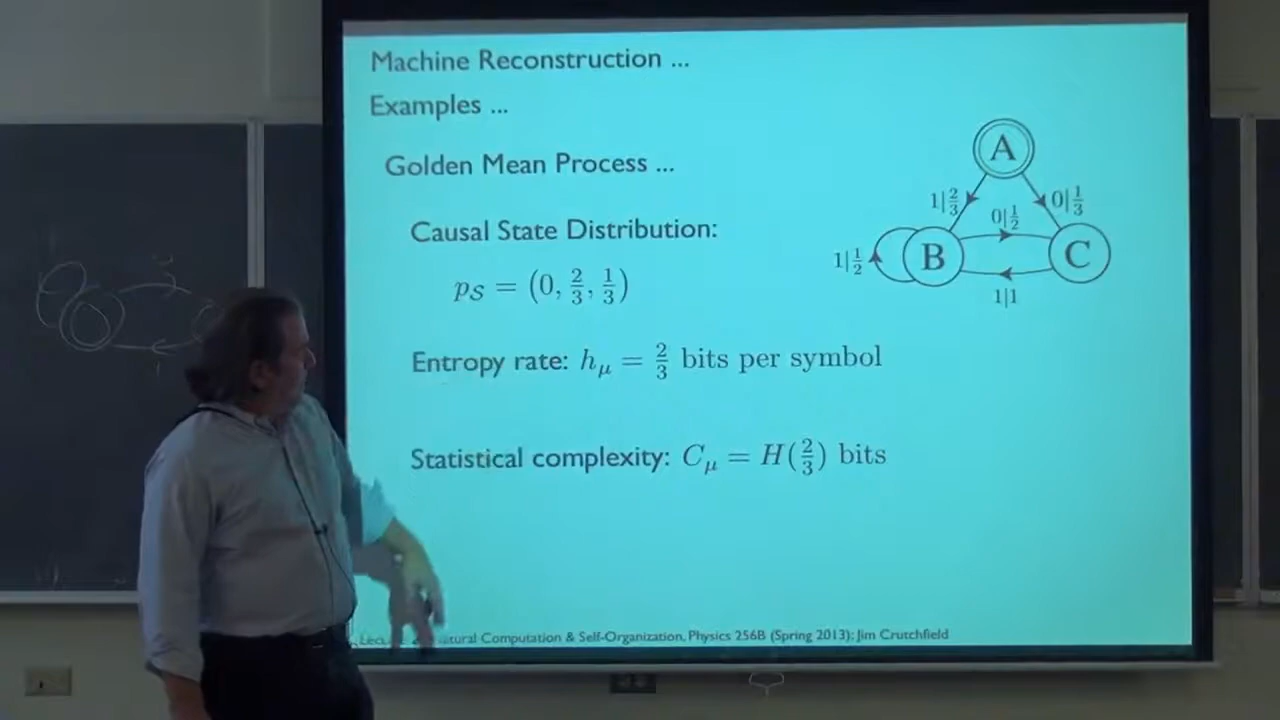 Machine Reconstruction ...
Examples ...
Golden Mean Process ...
Causal State Distribution:
p_S = (0, 2/3, 1/3)
Entropy rate: h_μ = 2/3 bits per symbol
Statistical complexity: C_μ = H(2/3) bits
A
1|2/3
0|1/3
0|1/2
1|1/2
B
C
1|1
Natural Computation & Self-Organization, Physics 256B (Spring 2013); Jim Crutchfield